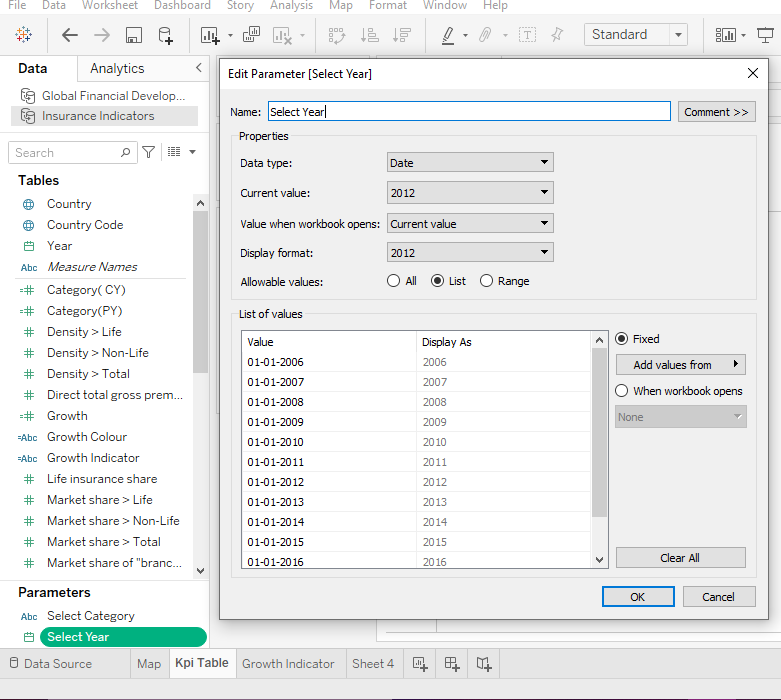 File Data Worksheet Dashboard Story Analysis Map Format Window Help
Standard
Data Analytics
Global Financial Develop...
Insurance Indicators
Search
Tables
Country
Country Code
Year
Abc Measure Names
Category( CY)
Category(PY)
Density > Life
Density > Non-Life
Density > Total
Direct total gross prem...
Growth
=Abc Growth Colour
=Abc Growth Indicator
Life insurance share
Market share > Life
Market share > Non-Life
Market share > Total
Market share of "branc...
Parameters
Abc Select Category
Select Year
Edit Parameter [Select Year]
Name: Select Year Comment >>
Properties
Data type: Date
Current value: 2012
Value when workbook opens: Current value
Display format: 2012
Allowable values: All List Range
List of values
Value Display As
01-01-2006 2006
01-01-2007 2007
01-01-2008 2008
01-01-2009 2009
01-01-2010 2010
01-01-2011 2011
01-01-2012 2012
01-01-2013 2013
01-01-2014 2014
01-01-2015 2015
01-01-2016 2016
Fixed
Add values from
When workbook opens
None
Clear All
OK Cancel
Data Source Map Kpi Table Growth Indicator Sheet 4